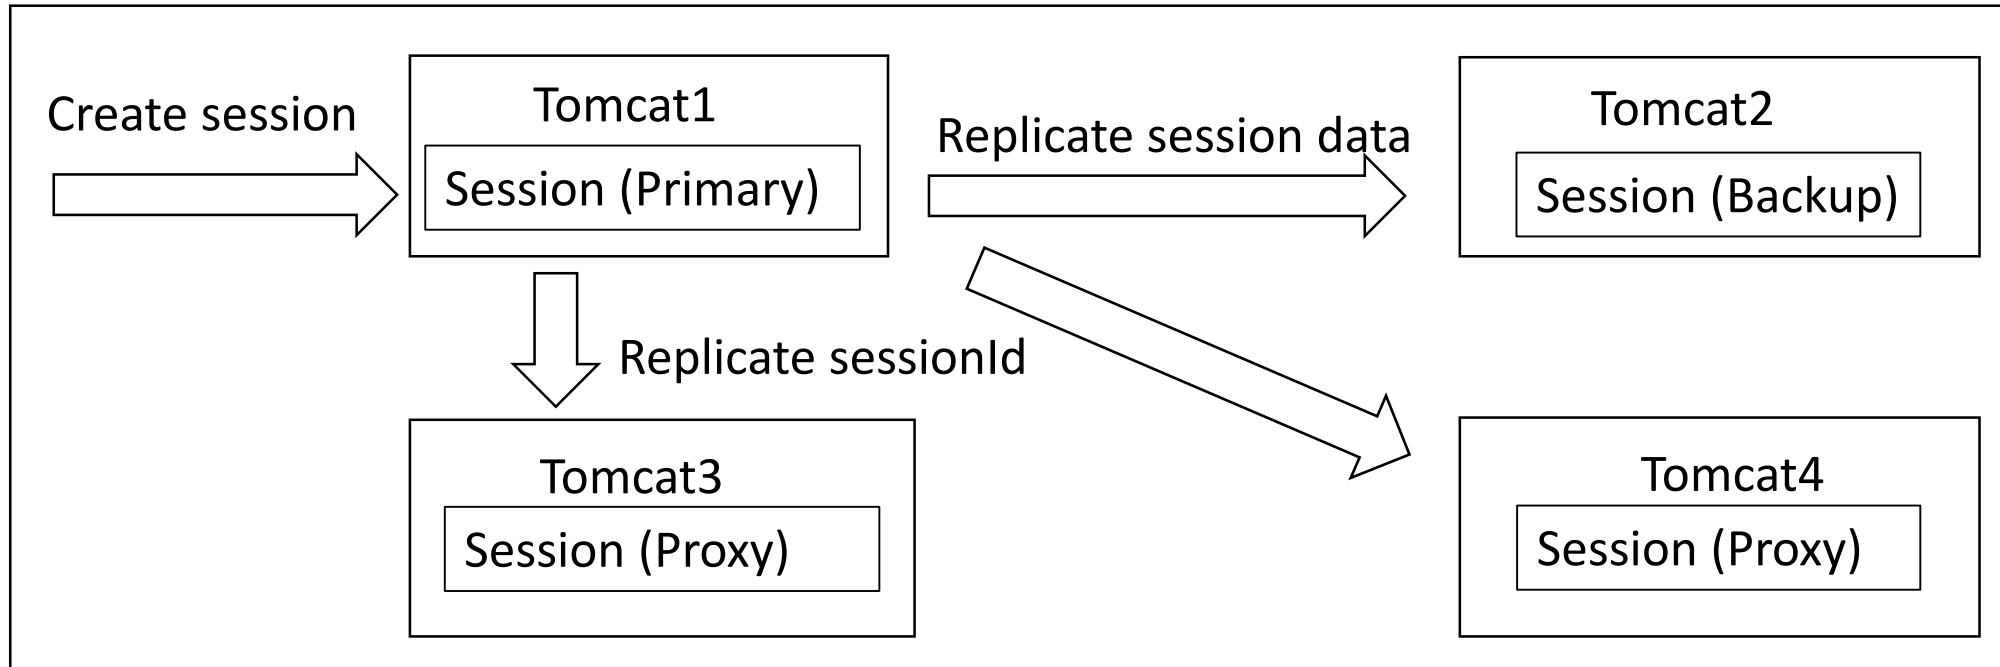 Create session
Tomcat1
Session (Primary)
Replicate session data
Tomcat2
Session (Backup)
Replicate sessionId
Tomcat3
Session (Proxy)
Tomcat4
Session (Proxy)